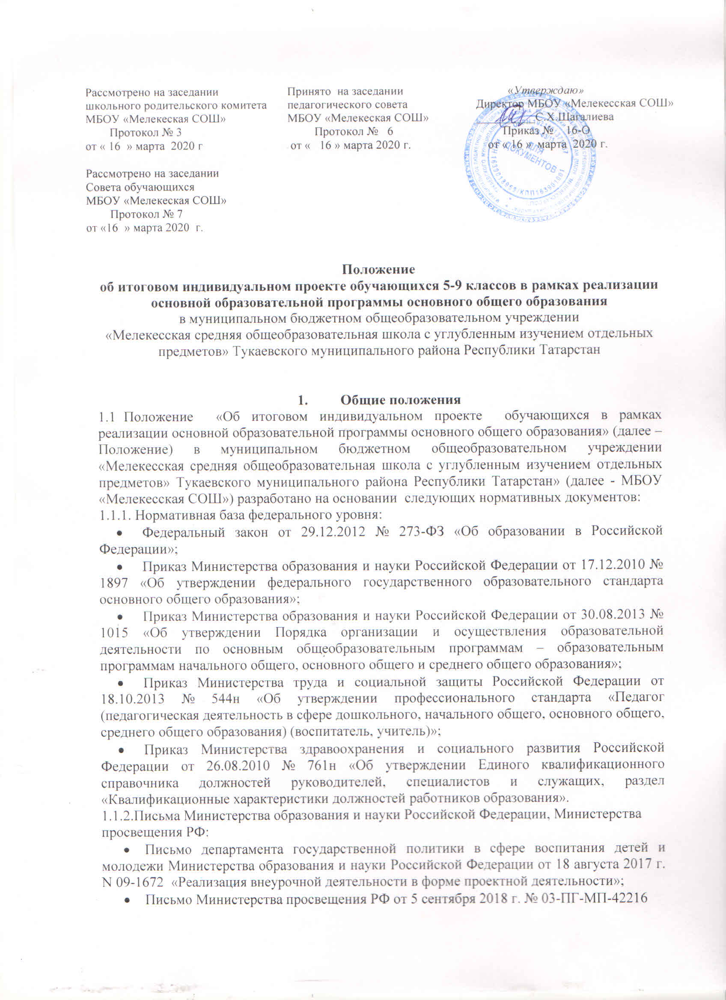 Рассмотрено на заседании
школьного родительского комитета
МБОУ «Мелекеская СОШ»
Протокол № 3
от « 16 » марта 2020 г
Принято на заседании
педагогического совета
МБОУ «Мелекеская СОШ»
Протокол № 6
от « 16 » марта 2020 г.
«Утверждаю»
Директор МБОУ «Мелекесская СОШ»
С.Х.Шагалиева
Приказ № 16-О
от « 16 » марта 2020 г.
ДЛЯ
ДОКУМЕНТОВ
Рассмотрено на заседании
Совета обучающихся
МБОУ «Мелекеская СОШ»
Протокол № 7
от «16 » марта 2020 г.
Положение
об итоговом индивидуальном проекте обучающихся 5-9 классов в рамках реализации
основной образовательной программы основного общего образования
в муниципальном бюджетном общеобразовательном учреждении
«Мелекесская средняя общеобразовательная школа с углубленным изучением отдельных
предметов» Тукаевского муниципального района Республики Татарстан
1. Общие положения
1.1 Положение «Об итоговом индивидуальном проекте обучающихся в рамках
реализации основной образовательной программы основного общего образования» (далее –
Положение) в муниципальном бюджетном общеобразовательном учреждении
«Мелекесская средняя общеобразовательная школа с углубленным изучением отдельных
предметов» Тукаевского муниципального района Республики Татарстан» (далее - МБОУ
«Мелекесская СОШ») разработано на основании следующих нормативных документов:
1.1.1. Нормативная база федерального уровня:
• Федеральный закон от 29.12.2012 № 273-ФЗ «Об образовании в Российской
Федерации»;
• Приказ Министерства образования и науки Российской Федерации от 17.12.2010 №
1897 «Об утверждении федерального государственного образовательного стандарта
основного общего образования»;
• Приказ Министерства образования и науки Российской Федерации от 30.08.2013 №
1015 «Об утверждении Порядка организации и осуществления образовательной
деятельности по основным общеобразовательным программам – образовательным
программам начального общего, основного общего и среднего общего образования»;
• Приказ Министерства труда и социальной защиты Российской Федерации от
18.10.2013 № 544н «Об утверждении профессионального стандарта «Педагог
(педагогическая деятельность в сфере дошкольного, начального общего, основного общего,
среднего общего образования) (воспитатель, учитель)»;
• Приказ Министерства здравоохранения и социального развития Российской
Федерации от 26.08.2010 № 761н «Об утверждении Единого квалификационного
справочника должностей руководителей, специалистов и служащих, раздел
«Квалификационные характеристики должностей работников образования».
1.1.2.Письма Министерства образования и науки Российской Федерации, Министерства
просвещения РФ:
• Письмо департамента государственной политики в сфере воспитания детей и
молодежи Министерства образования и науки Российской Федерации от 18 августа 2017 г.
N 09-1672 «Реализация внеурочной деятельности в форме проектной деятельности»;
• Письмо Министерства просвещения РФ от 5 сентября 2018 г. № 03-ПГ-МП-42216